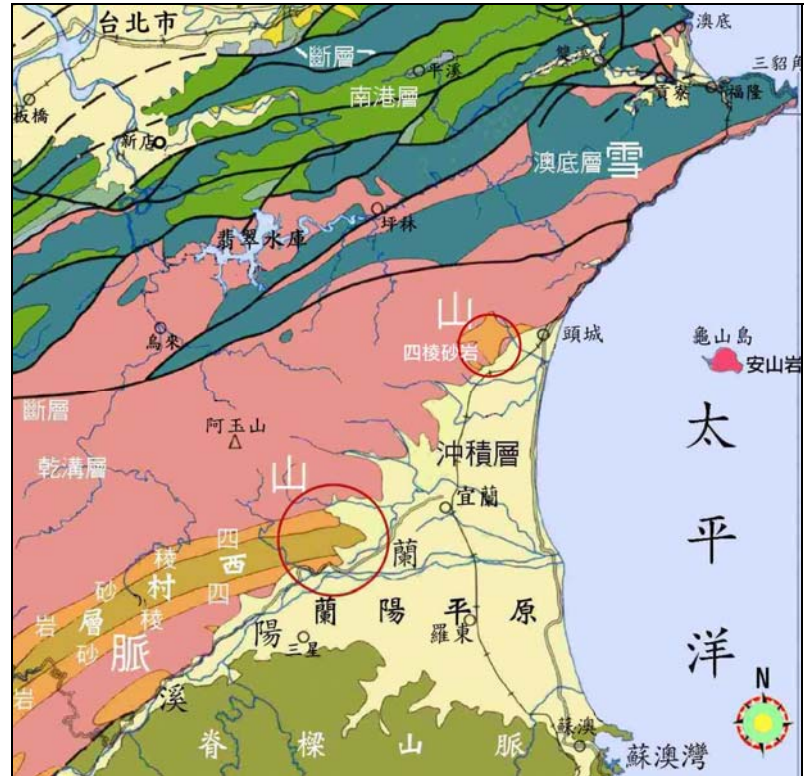 台北市
澳底
斷層
雙溪
三貂角
平溪
板橋
南港層
貢寮
福隆
新店
澳底層
雪
坪林
翡翠水庫
山
烏來
四棱砂岩
頭城
龜山島
安山岩
斷層
阿玉山
太平洋
乾溝層
山
沖積層
宜蘭
四稜砂岩
西村層
四稜砂岩
蘭陽溪
蘭陽平原
羅東
脈
三星
N
脊樑山脈
蘇澳
蘇澳灣